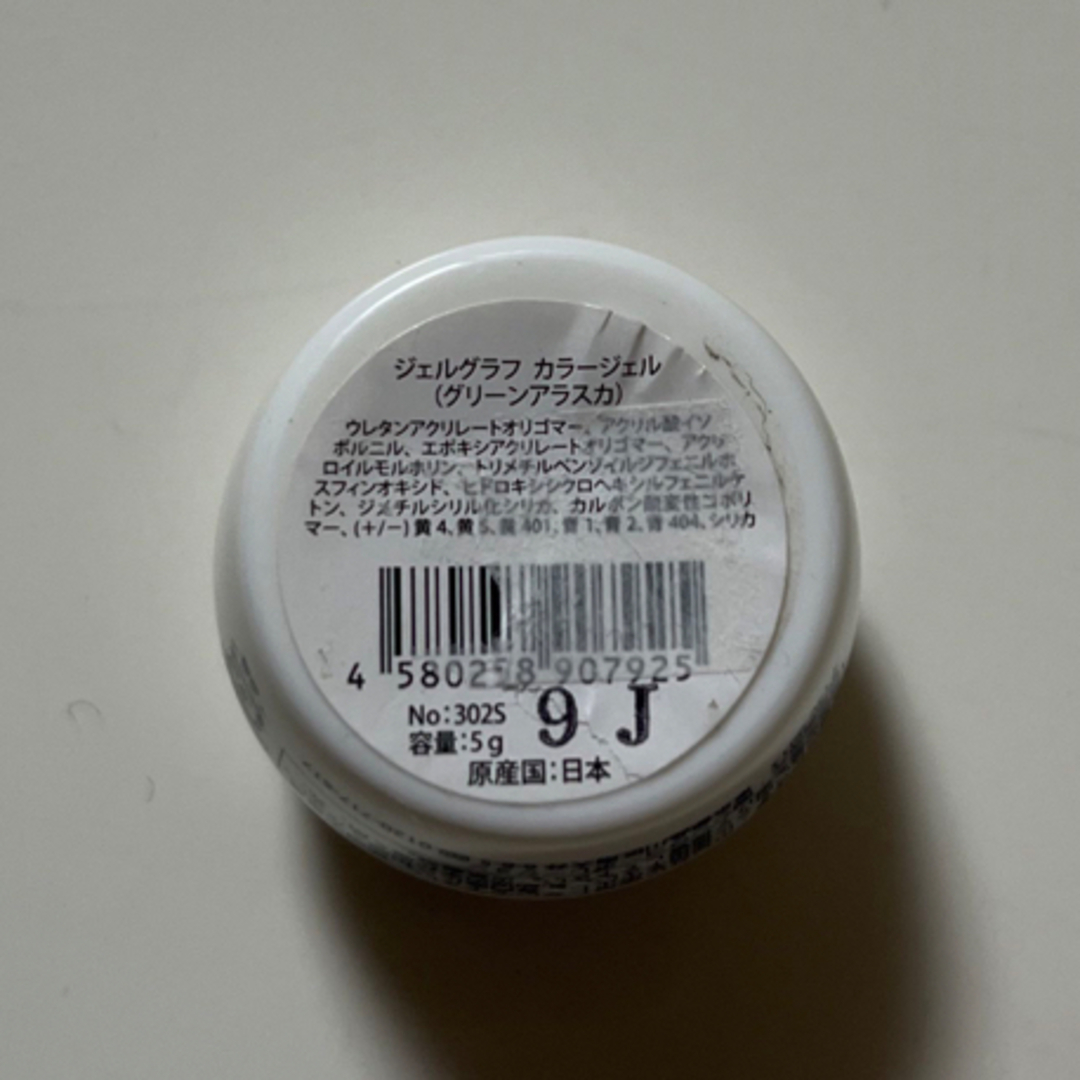 ジェルグラフ カラージェル
（グリーンアラスカ）
ウレタンアクリレートオリゴマー、アクリル酸イソ
ボルニル、エポキシアクリレートオリゴマー、アクリ
ロイルモルホリン、トリメチルベンゾイルジフェニルホ
スフィンオキシド、ヒドロキシシクロヘキシルフェニルケ
トン、ジメチルシリル化シリカ、カルボン酸変性コポリ
マー、(+/−) 黄 4、黄 5、黄 401、青 1、青 2、青 404、シリカ
4 580258 907925
No：302S
容量：5g
9 J
原産国：日本